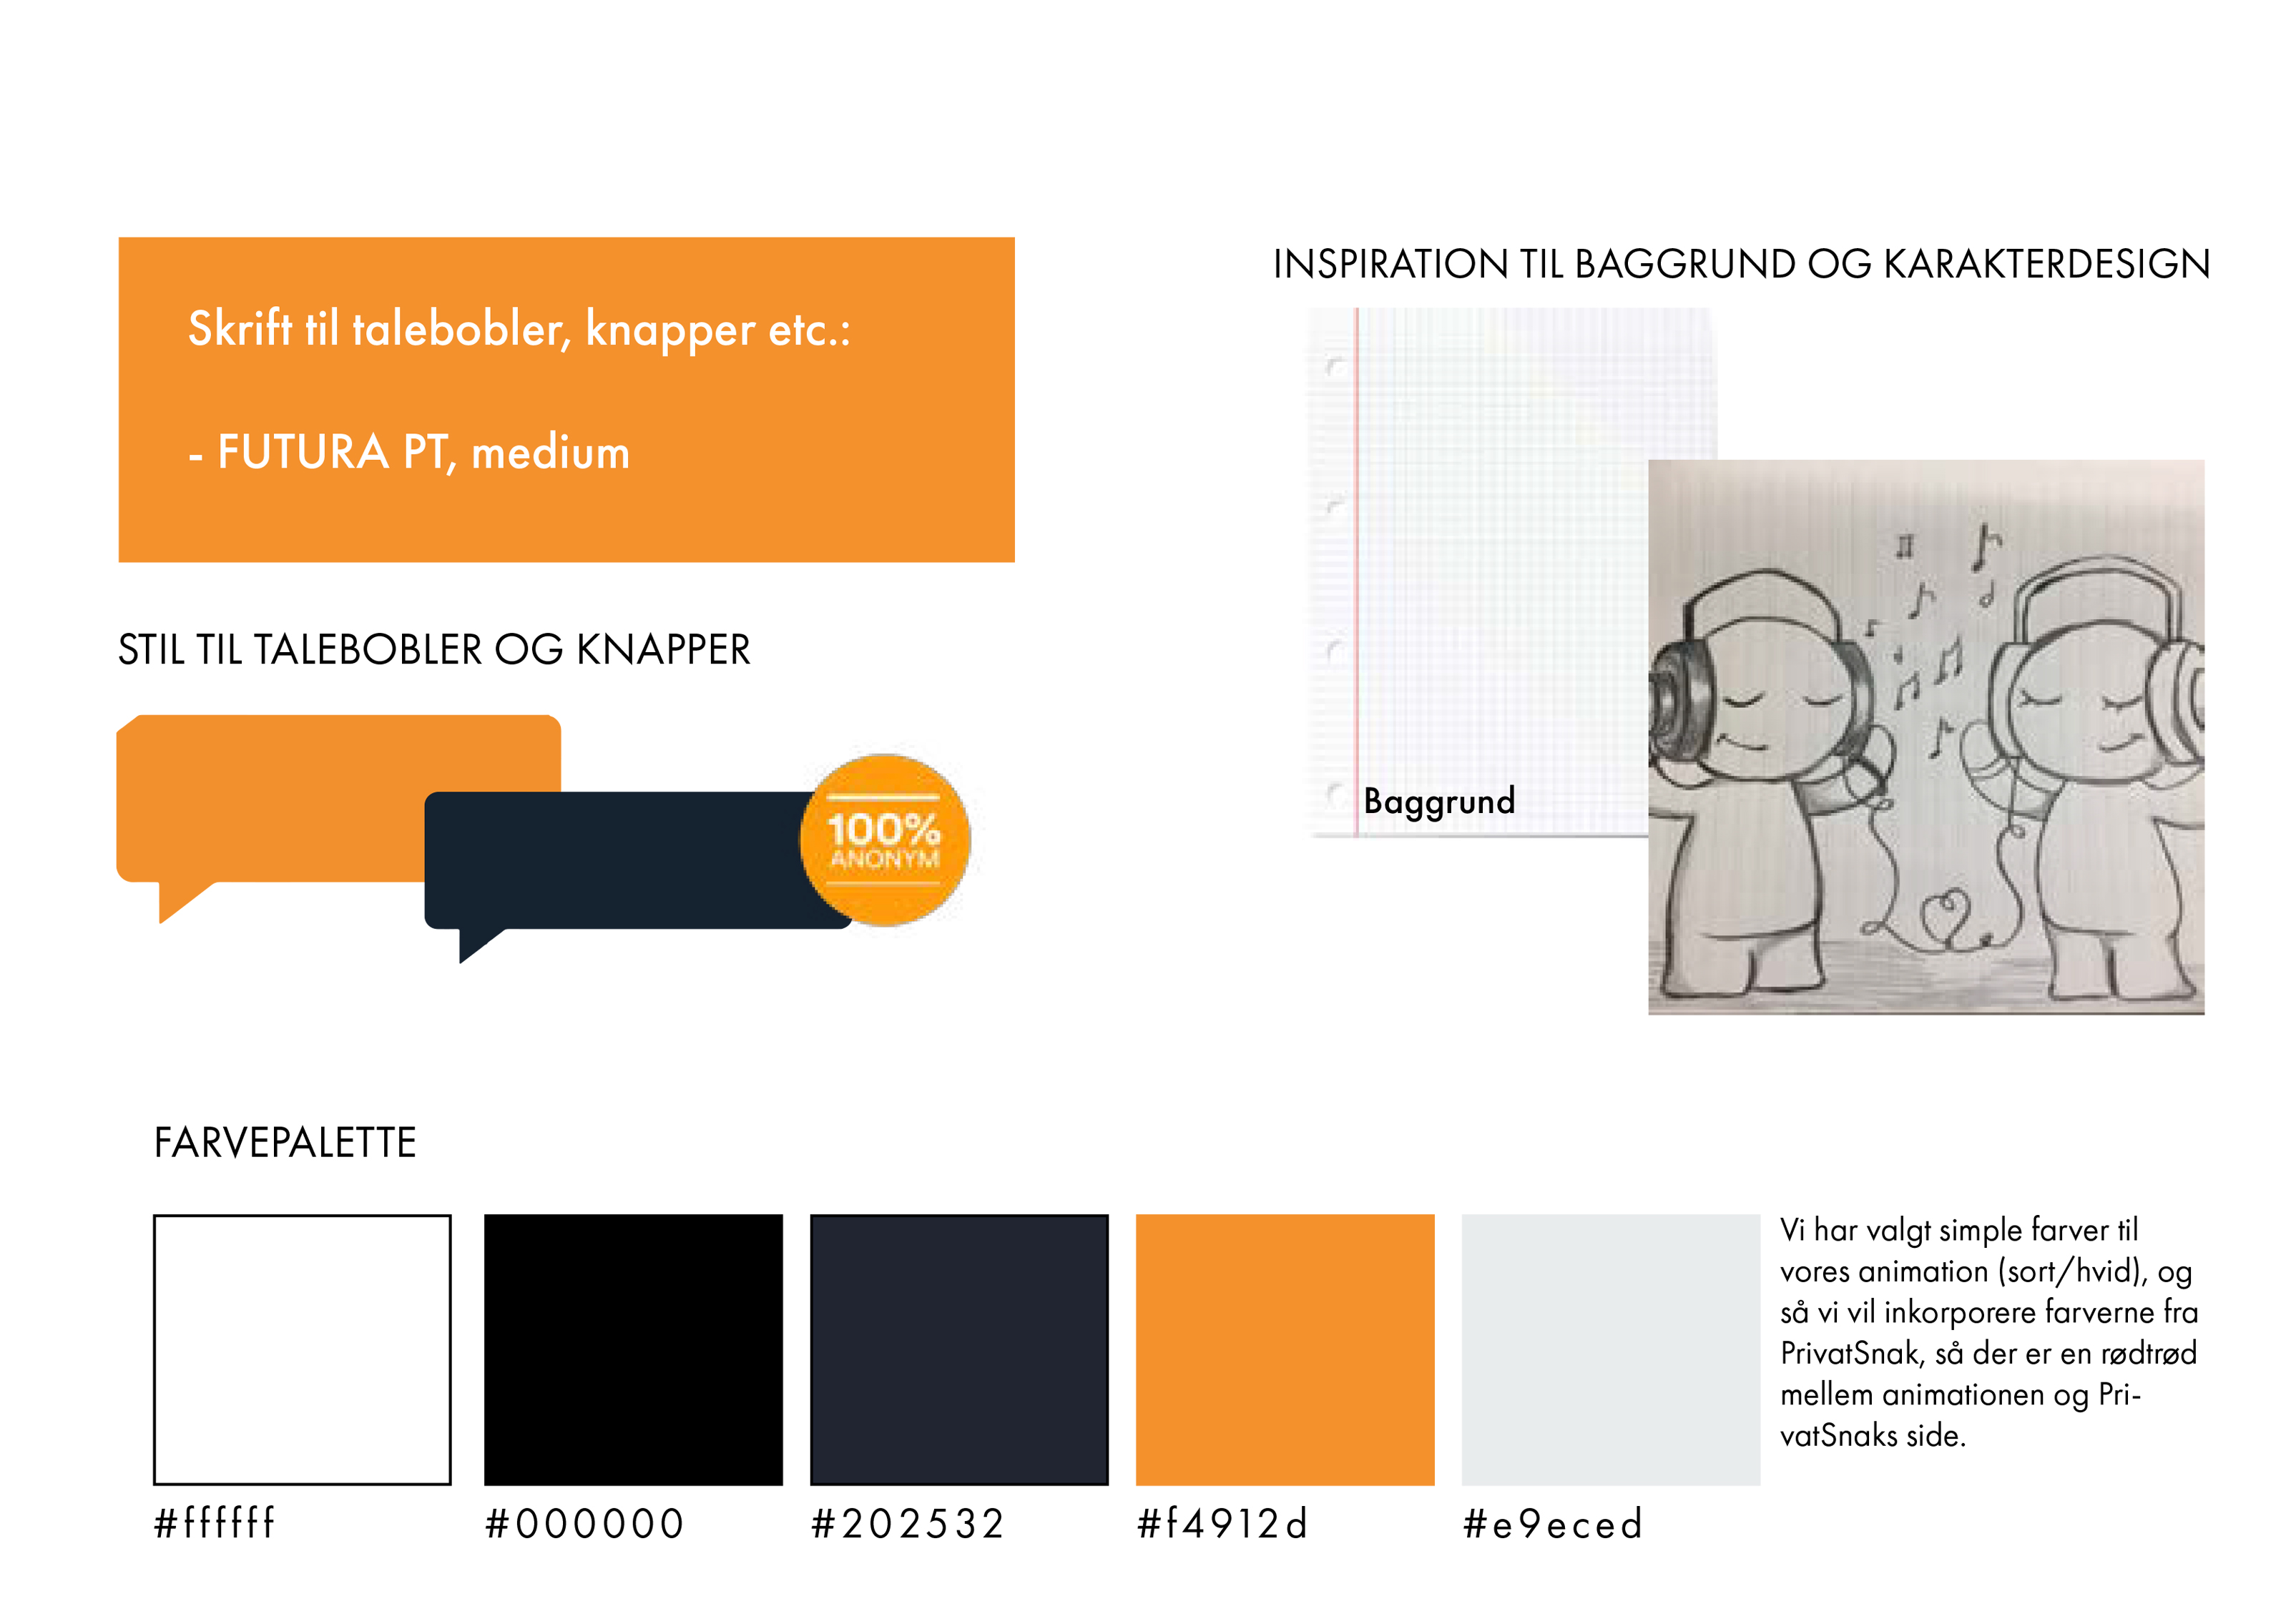 Skrift til talebobler, knapper etc.:
- FUTURA PT, medium
STIL TIL TALEBOBLER OG KNAPPER
100%
ANONYM
INSPIRATION TIL BAGGRUND OG KARAKTERDESIGN
Baggrund
FARVEPALETTE
#ffffff
#000000
#202532
#f4912d
#e9eced
Vi har valgt simple farver til
vores animation (sort/hvid), og
så vi vil inkorporere farverne fra
PrivatSnak, så der er en rødtrød
mellem animationen og Pri-
vatSnaks side.